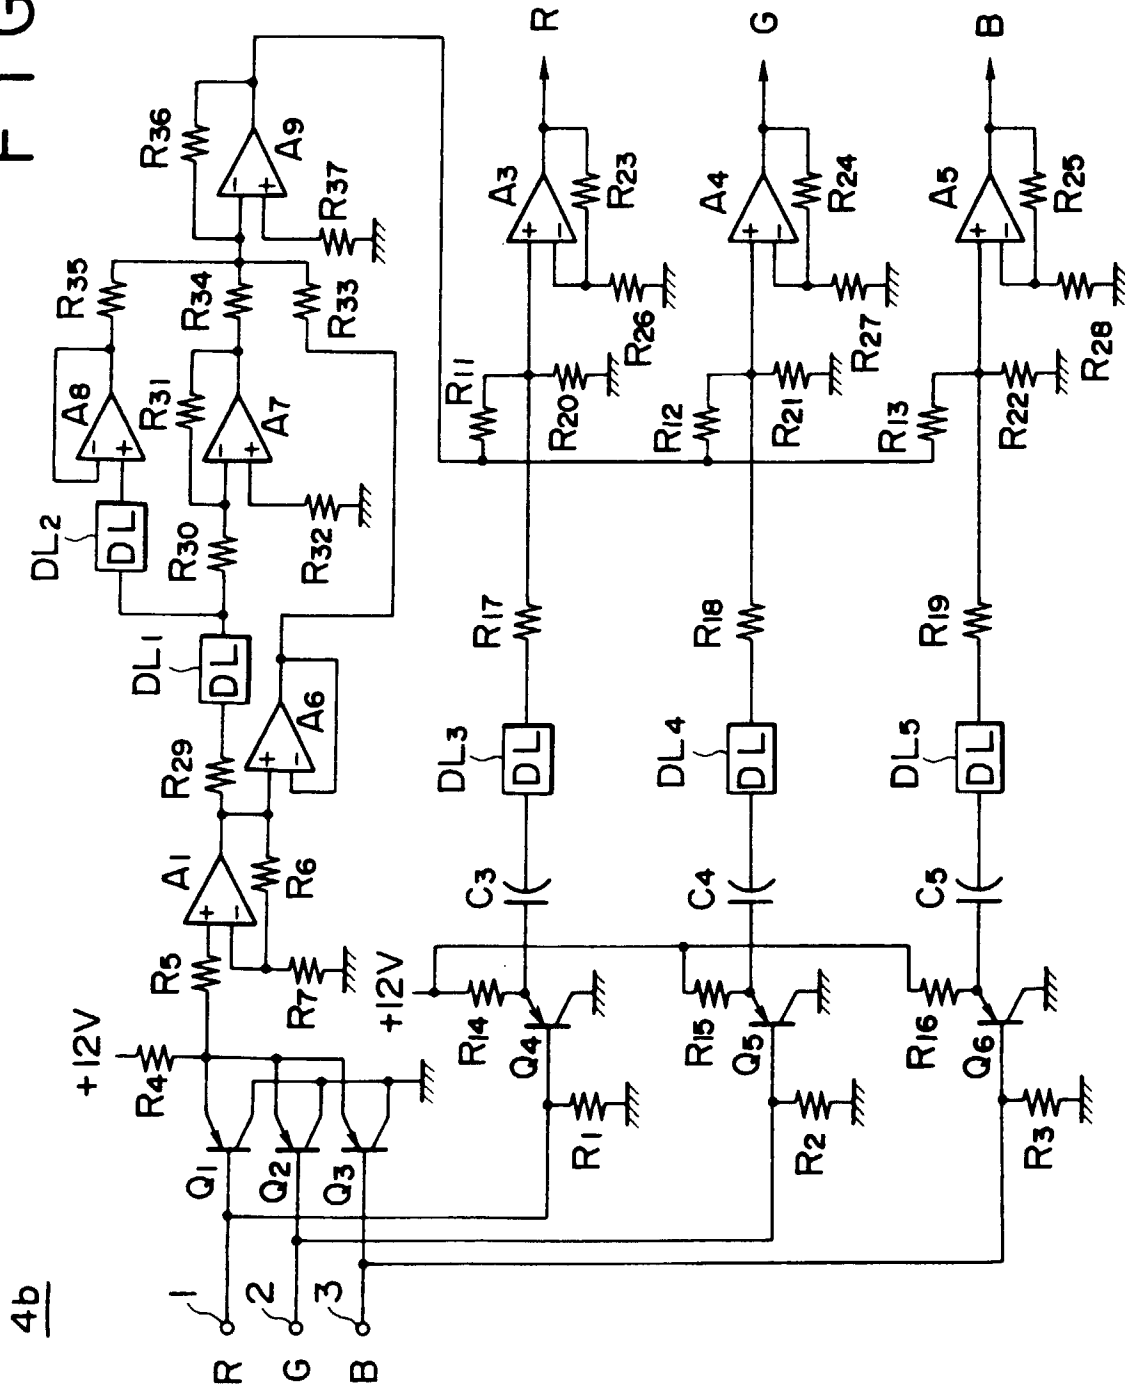 FIG
4b
R
1
G
2
B
3
Q1
Q2
Q3
+12V
R4
R5
R7
A1
+
−
R6
R29
A6
+
−
DL1
DL
DL2
DL
R30
R32
R31
A7
−
+
A8
−
+
R35
R34
R33
R36
A9
−
+
R37
+12V
R14
Q4
R1
C3
DL3
DL
R17
R11
R20
A3
+
−
R23
R26
R
R15
Q5
R2
C4
DL4
DL
R18
R12
R21
A4
+
−
R24
R27
G
R16
Q6
R3
C5
DL5
DL
R19
R13
R22
A5
+
−
R25
R28
B